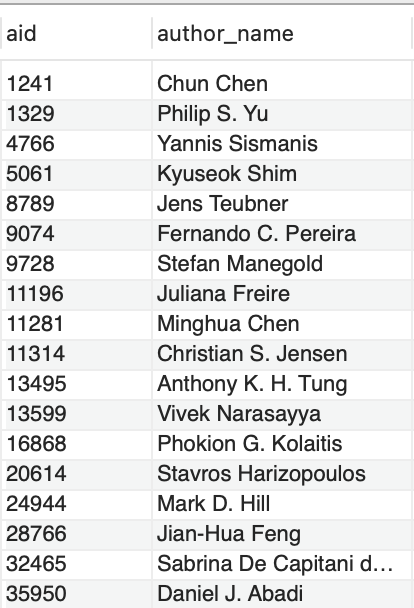 aid author_name
1241 Chun Chen
1329 Philip S. Yu
4766 Yannis Sismanis
5061 Kyuseok Shim
8789 Jens Teubner
9074 Fernando C. Pereira
9728 Stefan Manegold
11196 Juliana Freire
11281 Minghua Chen
11314 Christian S. Jensen
13495 Anthony K. H. Tung
13599 Vivek Narasayya
16868 Phokion G. Kolaitis
20614 Stavros Harizopoulos
24944 Mark D. Hill
28766 Jian-Hua Feng
32465 Sabrina De Capitani d...
35950 Daniel J. Abadi